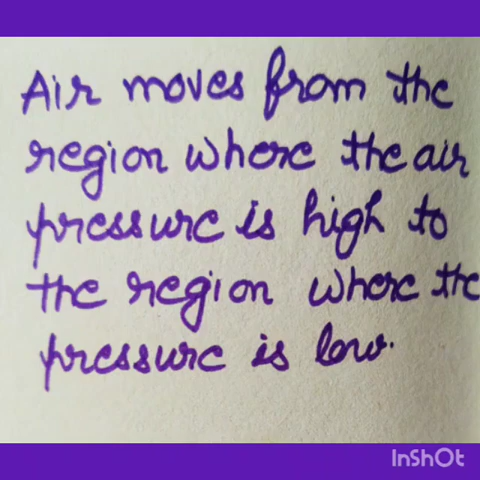 Air moves from the
region where the air
pressure is high to
the region where the
pressure is low.
InShOt